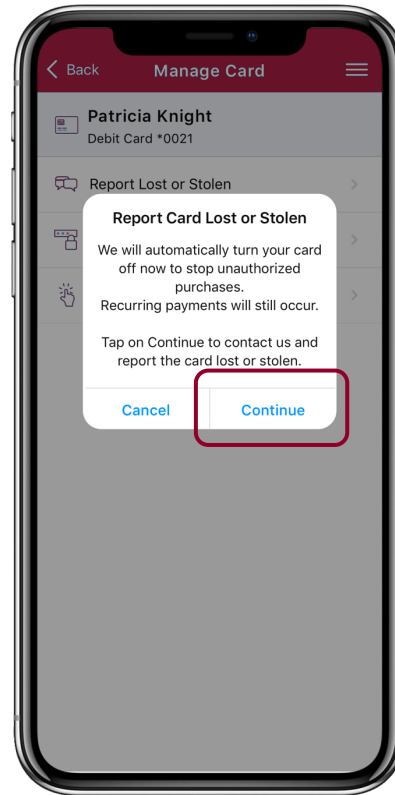 Back
Manage Card
Patricia Knight
Debit Card *0021
Report Lost or Stolen
Report Card Lost or Stolen
We will automatically turn your card
off now to stop unauthorized
purchases.
Recurring payments will still occur.
Tap on Continue to contact us and
report the card lost or stolen.
Cancel
Continue